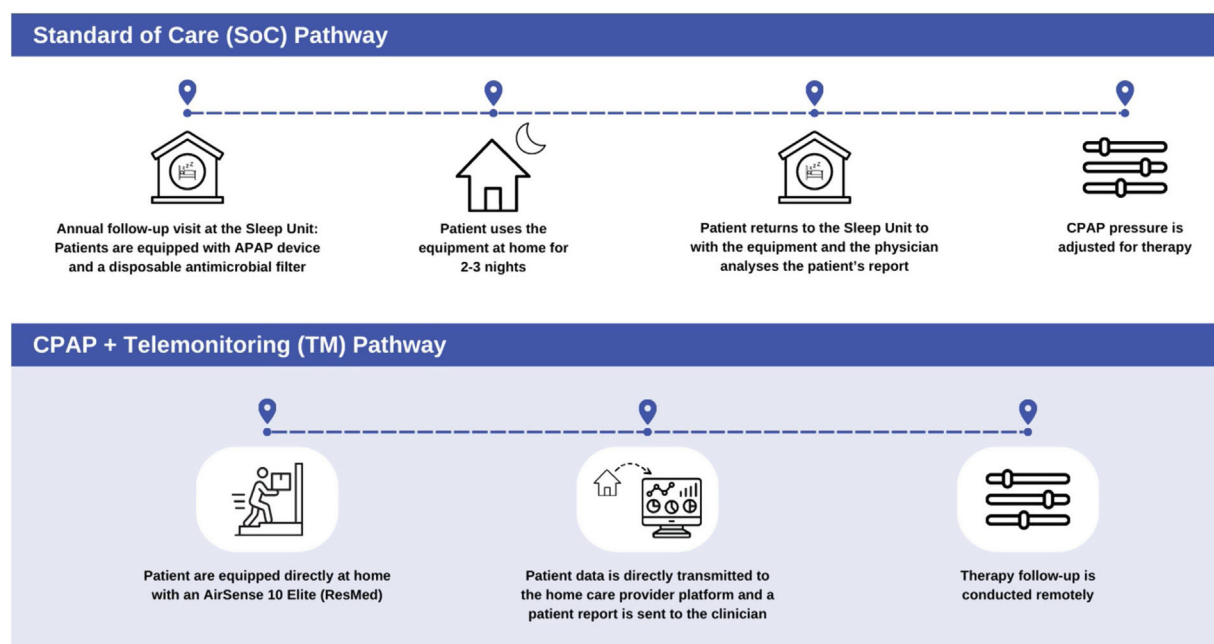 Standard of Care (SoC) Pathway
Annual follow-up visit at the Sleep Unit:
Patients are equipped with APAP device
and a disposable antimicrobial filter
Patient uses the
equipment at home for
2-3 nights
Patient returns to the Sleep Unit to
with the equipment and the physician
analyses the patient's report
CPAP pressure is
adjusted for therapy
CPAP + Telemonitoring (TM) Pathway
Patient are equipped directly at home
with an AirSense 10 Elite (ResMed)
Patient data is directly transmitted to
the home care provider platform and a
patient report is sent to the clinician
Therapy follow-up is
conducted remotely